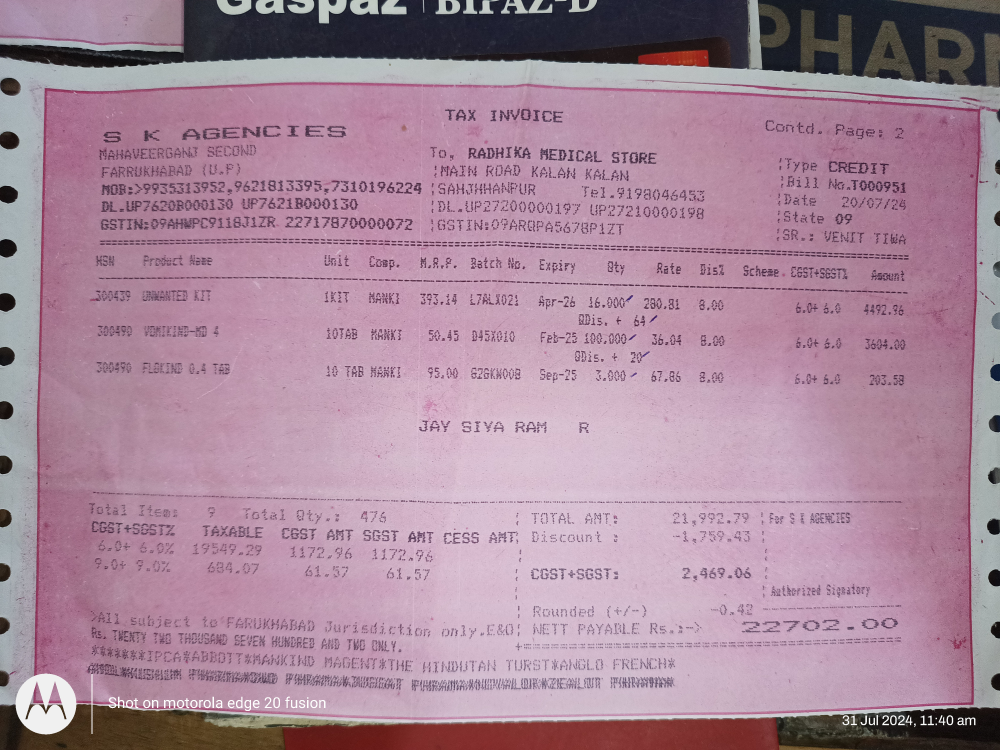 Gaspaz | BIPAZ-D
PHARM
TAX INVOICE
Contd. Page: 2
S K AGENCIES
MAHAVEERGANJ SECOND
FARRUKHABAD (U.P)
MOB:>9935313952,9621813395,7310196224
DL.UP7620B000130 UP7621B000130
GSTIN:09AHWPC9118J1ZR 22717870000072
To, RADHIKA MEDICAL STORE
MAIN ROAD KALAN KALAN
SAHJHHANPUR Tel.9198046453
DL.UP27200000197 UP27210000198
GSTIN:09ARQPA5678P1ZT
Type CREDIT
Bill No.T000951
Date 20/07/24
State 09
SR.: VENIT TIWA
HSN Product Name Unit Comp. M.R.P. Batch No. Expiry Qty Rate Dis% Scheme CGST+SGST% Amount
300439 UNWANTED KIT 1KIT MANKI 393.14 L7ALX021 Apr-26 16.000 280.81 8.00 6.0+ 6.0 4492.96
QDis. + 64
300490 VOMIKIND-MD 4 10TAB MANKI 50.45 D45X010 Feb-25 100.000 36.04 8.00 6.0+ 6.0 3604.00
QDis. + 20
300490 FLOKIND 0.4 TAB 10 TAB MANKI 95.00 Sep-25 3.000 67.86 8.00 6.0+ 6.0 203.58
JAY SIYA RAM R
Total Item: 9 Total Qty.: 476
CGST+SGST% TAXABLE CGST AMT SGST AMT CESS AMT
6.0+ 6.0% 19549.29 1172.96 1172.96
9.0+ 9.0% 684.07 61.57 61.57
TOTAL AMT: 21,992.79
Discount : -1,759.43
CGST+SGST: 2,469.06
Rounded (+/-) -0.42
NETT PAYABLE Rs.:-> 22702.00
For S K AGENCIES
Authorized Signatory
>All subject to FARUKHABAD Jurisdiction only.E&O
Rs. TWENTY TWO THOUSAND SEVEN HUNDRED AND TWO ONLY.
*******IPCA*ABBOTT*MANKIND MAGENT*THE HINDUTAN TURST*ANGLO FRENCH*
Shot on motorola edge 20 fusion
31 Jul 2024, 11:40 am